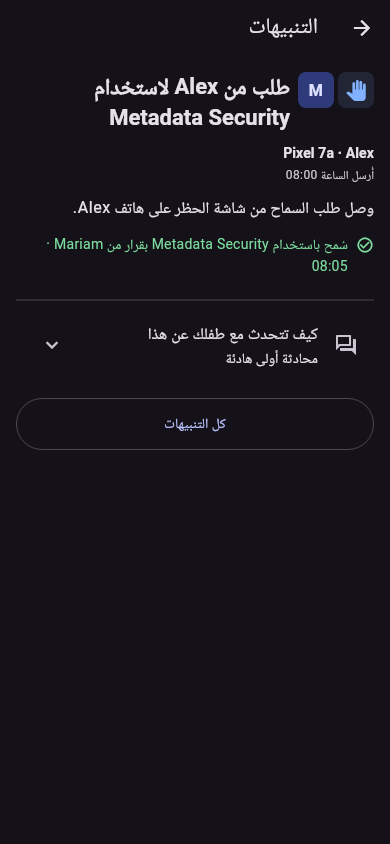 التنبيهات
M
طلب من Alex لاستخدام
Metadata Security
Pixel 7a · Alex
أُرسل الساعة 08:00
وصل طلب السماح من شاشة الحظر على هاتف Alex.
سُمح باستخدام Metadata Security بقرار من Mariam ·
08:05
كيف تتحدث مع طفلك عن هذا
محادثة أولى هادئة
كل التنبيهات